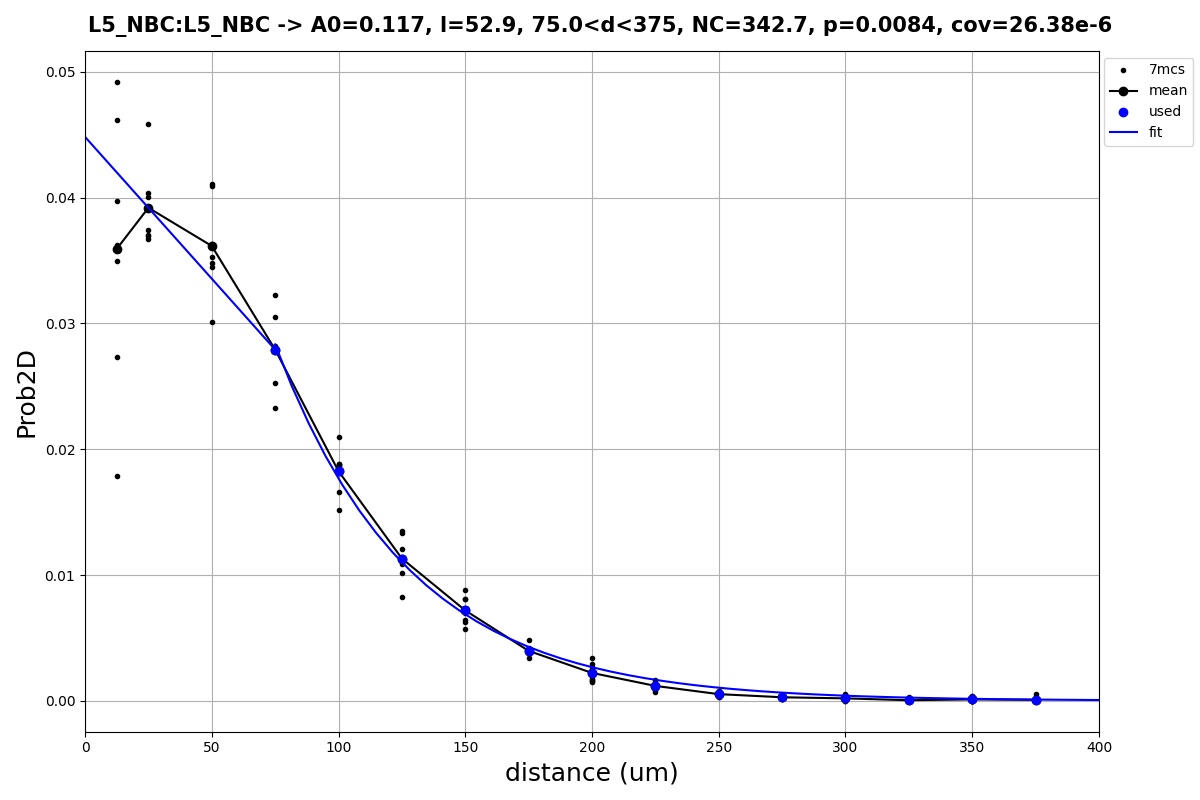 L5_NBC:L5_NBC -> A0=0.117, l=52.9, 75.0<d<375, NC=342.7, p=0.0084, cov=26.38e-6
7mcs
mean
used
fit
0.05
0.04
0.03
0.02
0.01
0.00
Prob2D
0 50 100 150 200 250 300 350 400
distance (um)